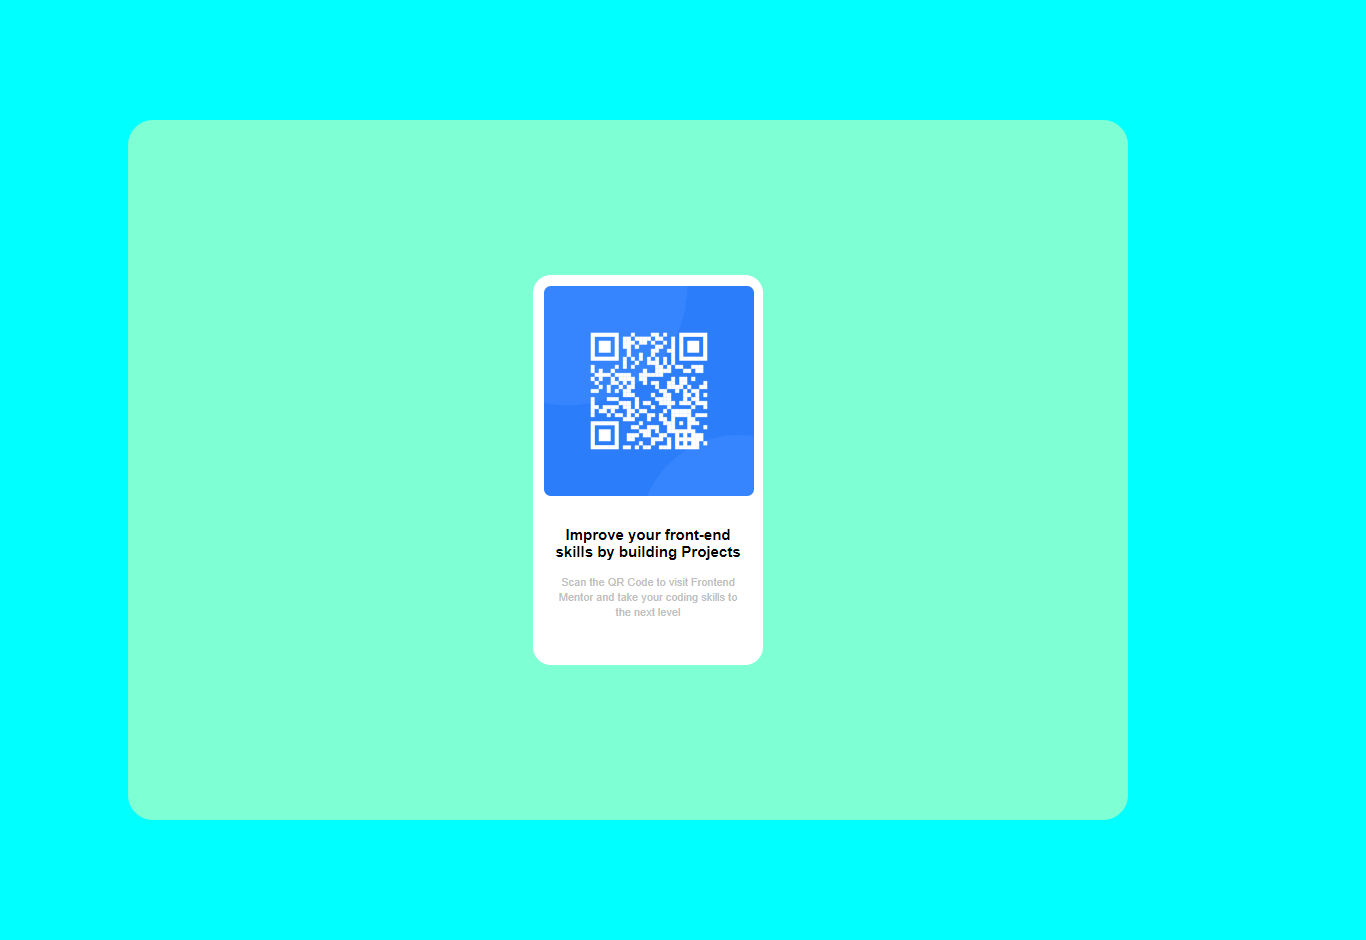 Improve your front-end
skills by building Projects
Scan the QR Code to visit Frontend
Mentor and take your coding skills to
the next level